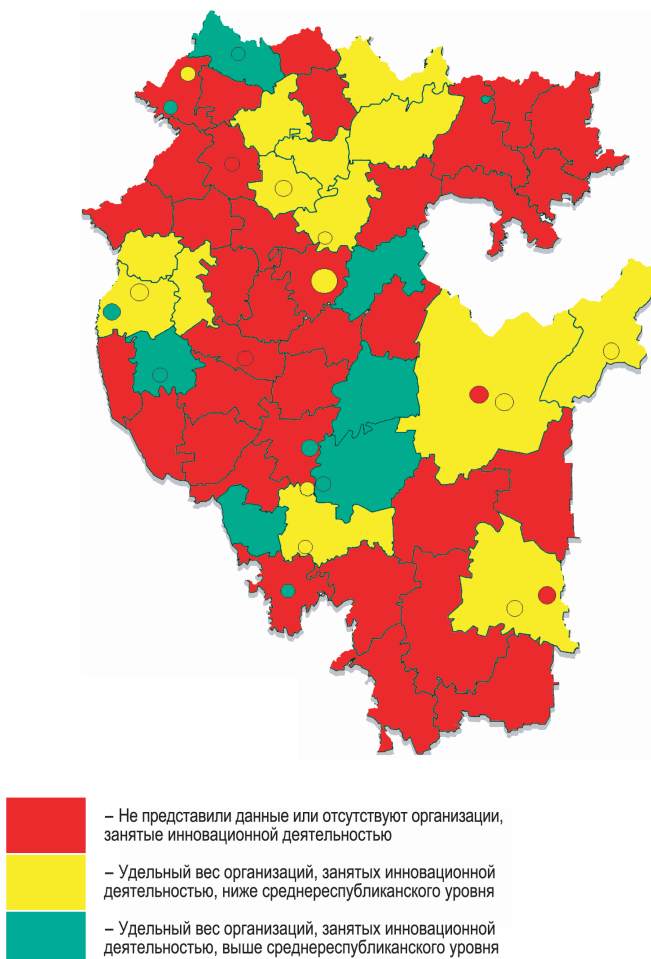 – Не представили данные или отсутствуют организации,
занятые инновационной деятельностью
– Удельный вес организаций, занятых инновационной
деятельностью, ниже среднереспубликанского уровня
– Удельный вес организаций, занятых инновационной
деятельностью, выше среднереспубликанского уровня